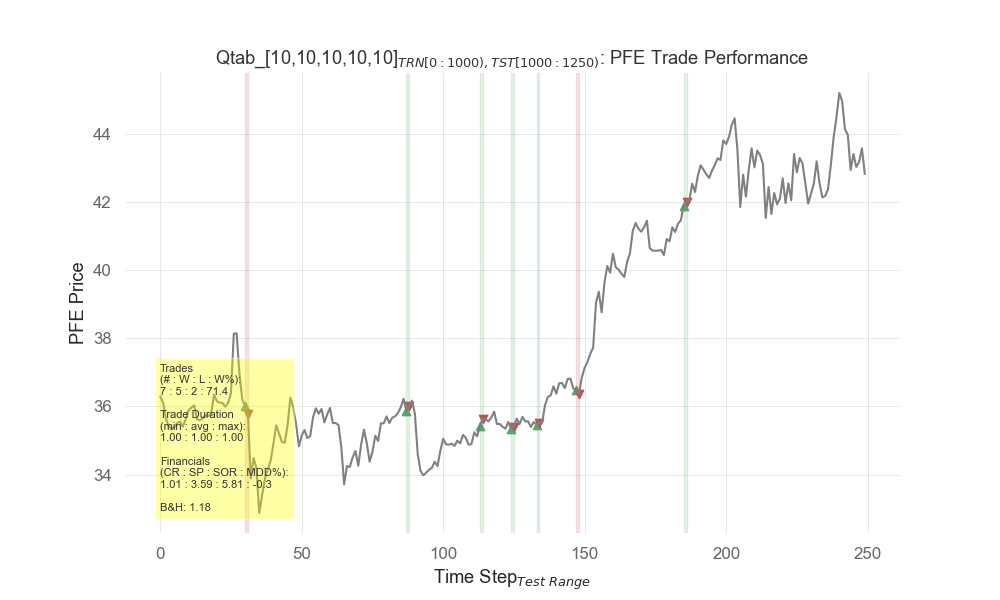 Qtab_[10,10,10,10,10]TRN[0:1000),TST[1000:1250): PFE Trade Performance
44
42
40
38
36
34
PFE Price
Trades
(# : W : L : W%):
7 : 5 : 2 : 71.4
Trade Duration
(min : avg : max):
1.00 : 1.00 : 1.00
Financials
(CR : SP : SOR : MDD%):
1.01 : 3.59 : 5.81 : -0.3
B&H: 1.18
0
50
100
150
200
250
Time StepTest Range